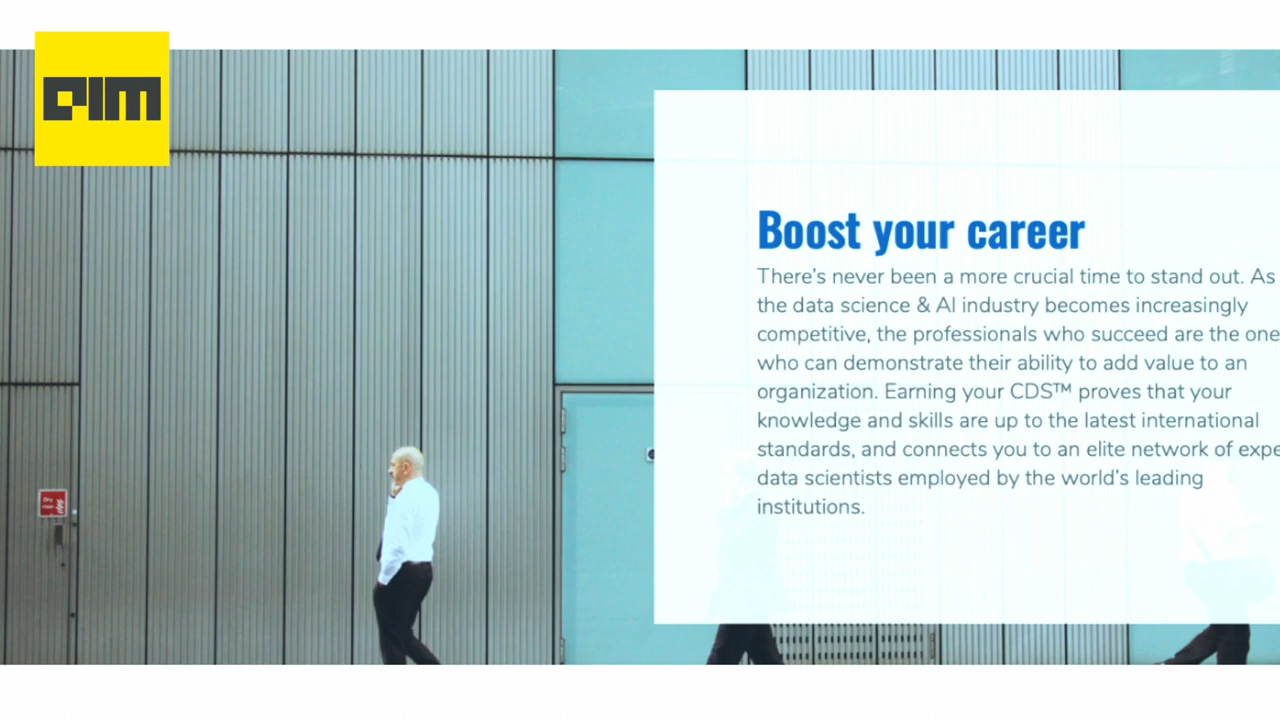 AIM
Boost your career
There's never been a more crucial time to stand out. As
the data science & AI industry becomes increasingly
competitive, the professionals who succeed are the one
who can demonstrate their ability to add value to an
organization. Earning your CDS™ proves that your
knowledge and skills are up to the latest international
standards, and connects you to an elite network of expe
data scientists employed by the world's leading
institutions.